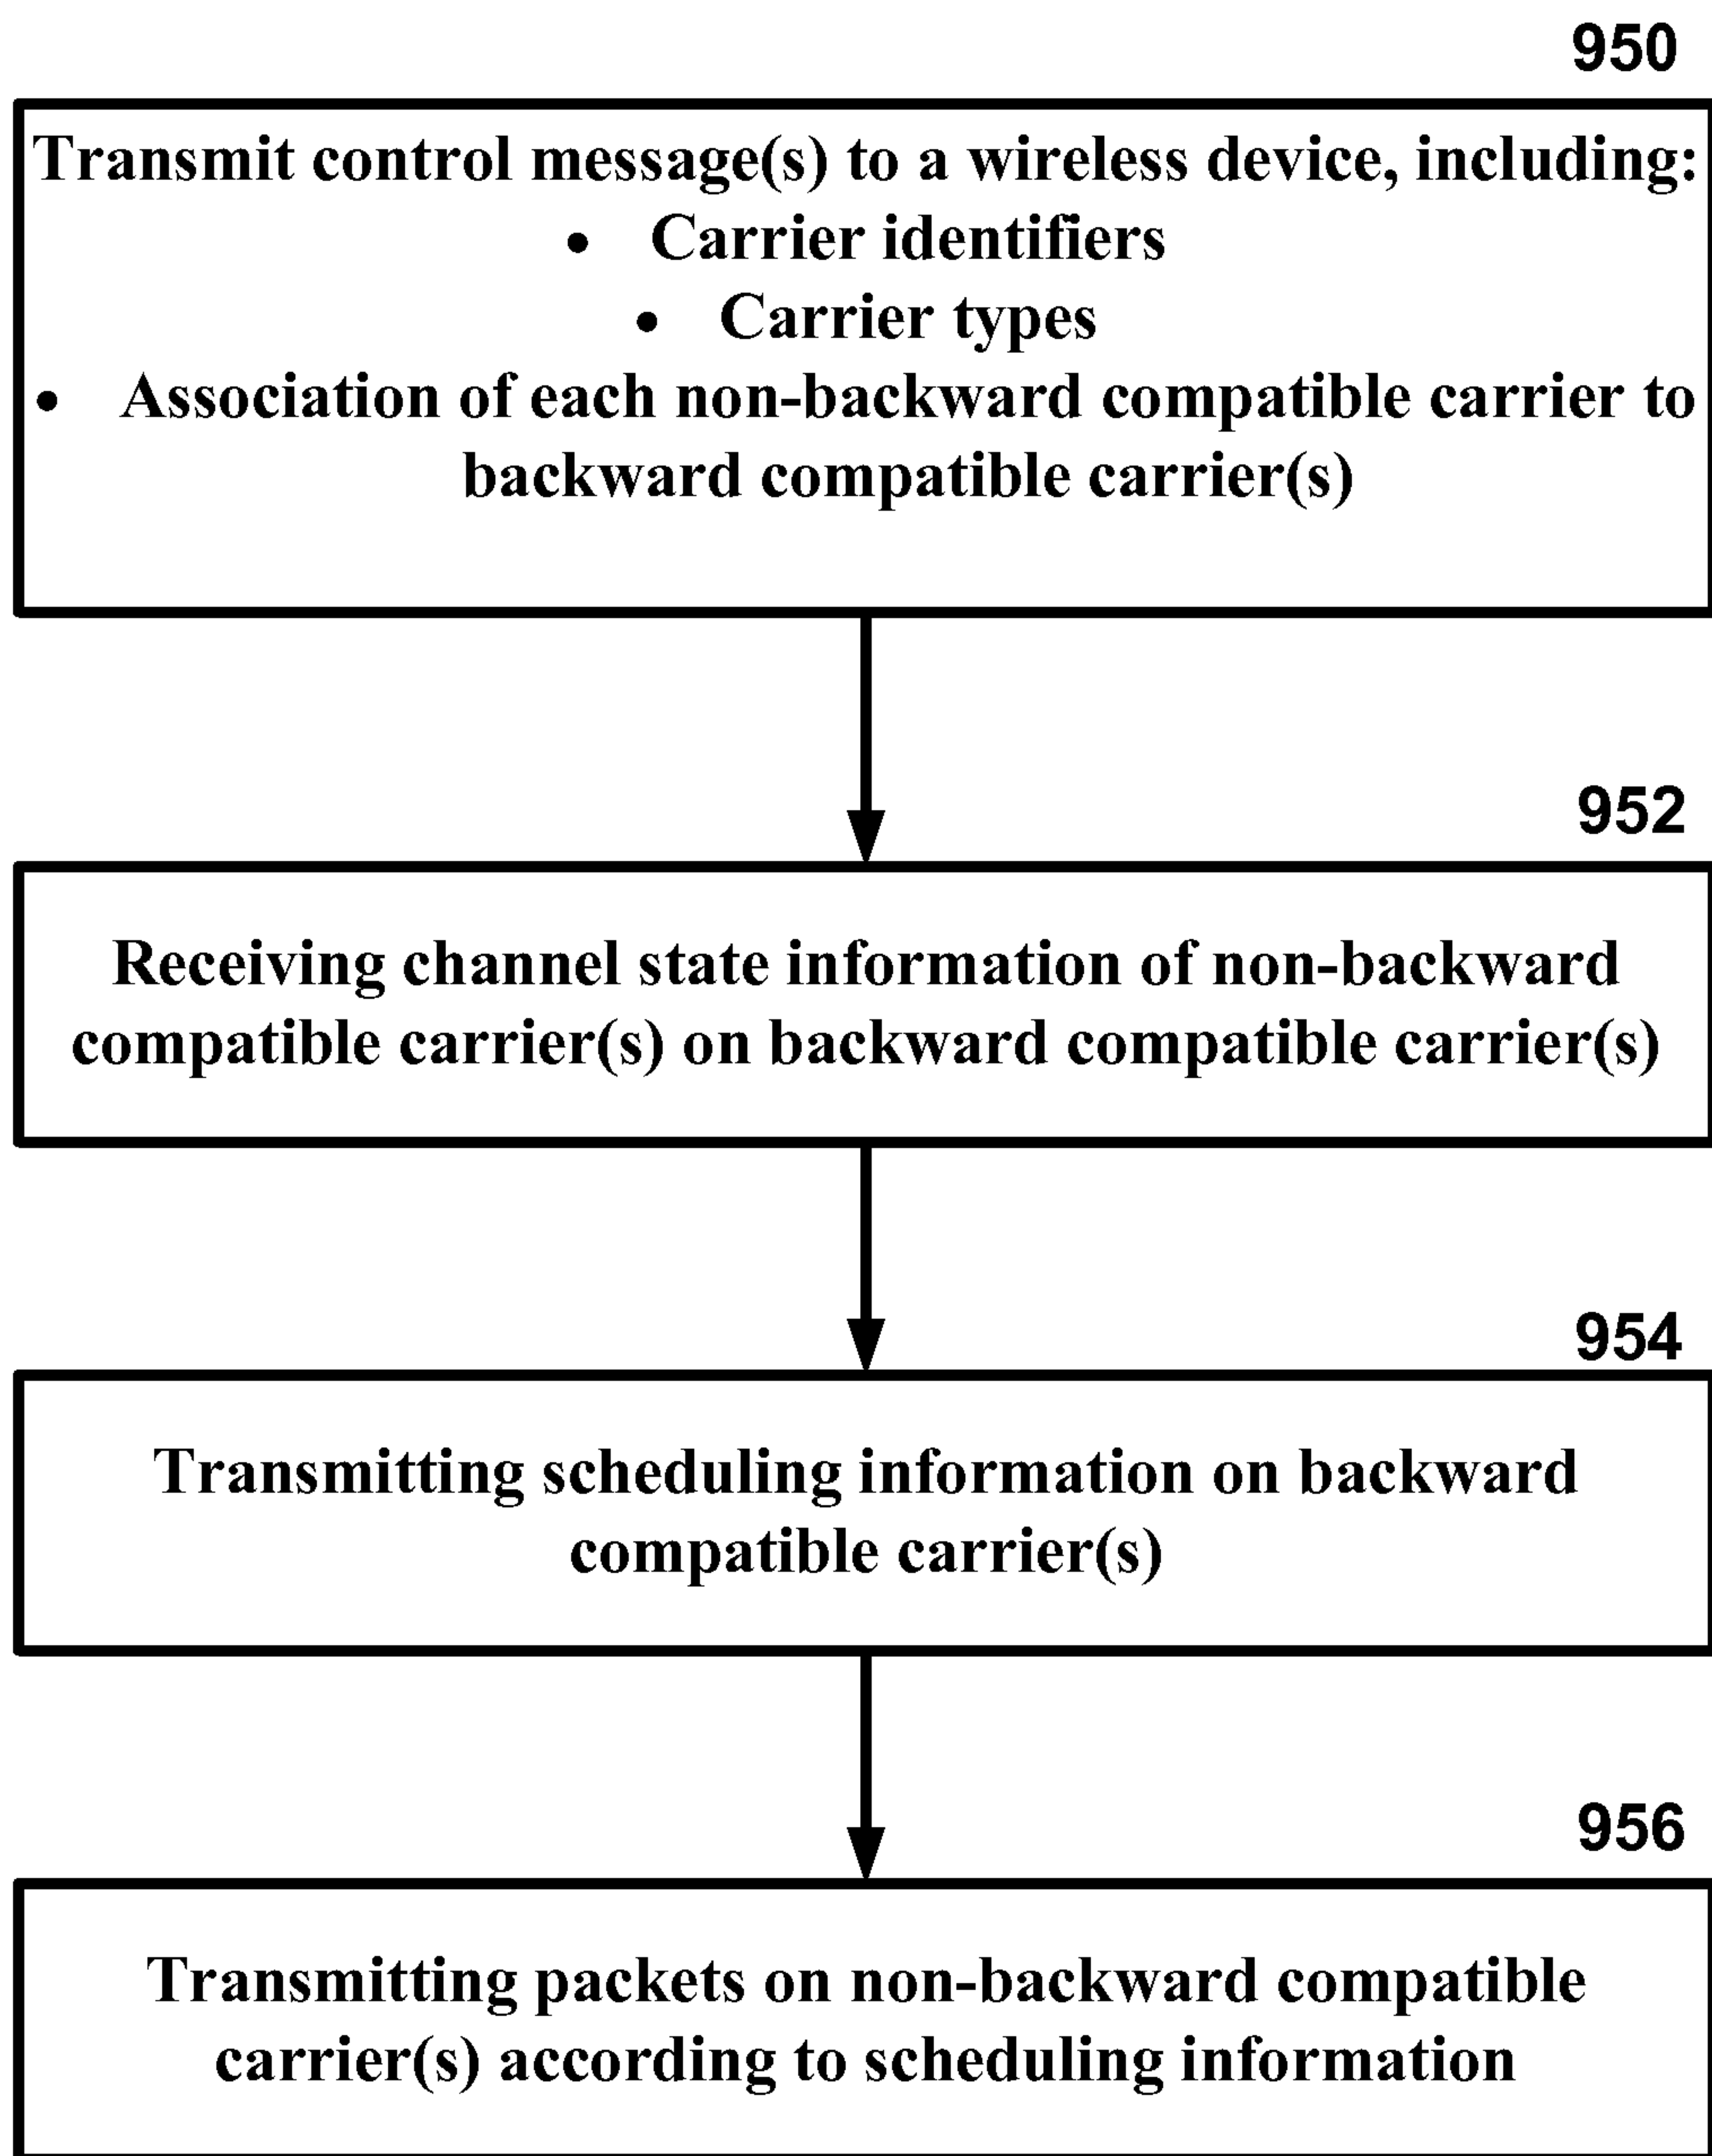 950
Transmit control message(s) to a wireless device, including:
• Carrier identifiers
• Carrier types
• Association of each non-backward compatible carrier to
backward compatible carrier(s)
952
Receiving channel state information of non-backward
compatible carrier(s) on backward compatible carrier(s)
954
Transmitting scheduling information on backward
compatible carrier(s)
956
Transmitting packets on non-backward compatible
carrier(s) according to scheduling information